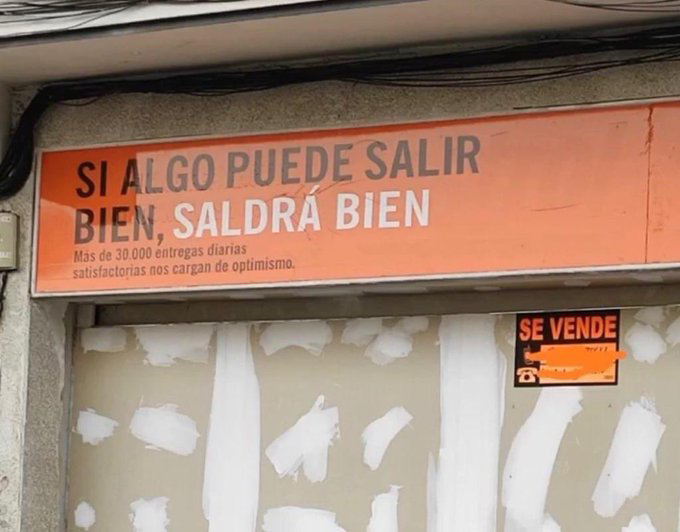 SI ALGO PUEDE SALIR
BIEN, SALDRÁ BIEN
Más de 30.000 entregas diarias
satisfactorias nos cargan de optimismo.
SE VENDE